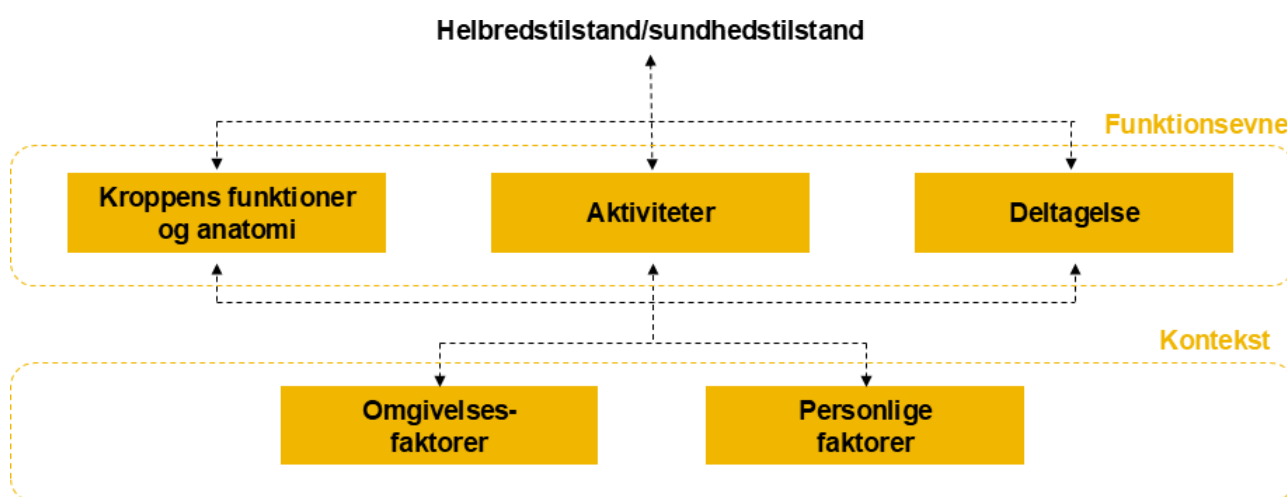 Helbredstilstand/sundhedstilstand
Funktionsevne
Kroppens funktioner
og anatomi
Aktiviteter
Deltagelse
Kontekst
Omgivelses-
faktorer
Personlige
faktorer